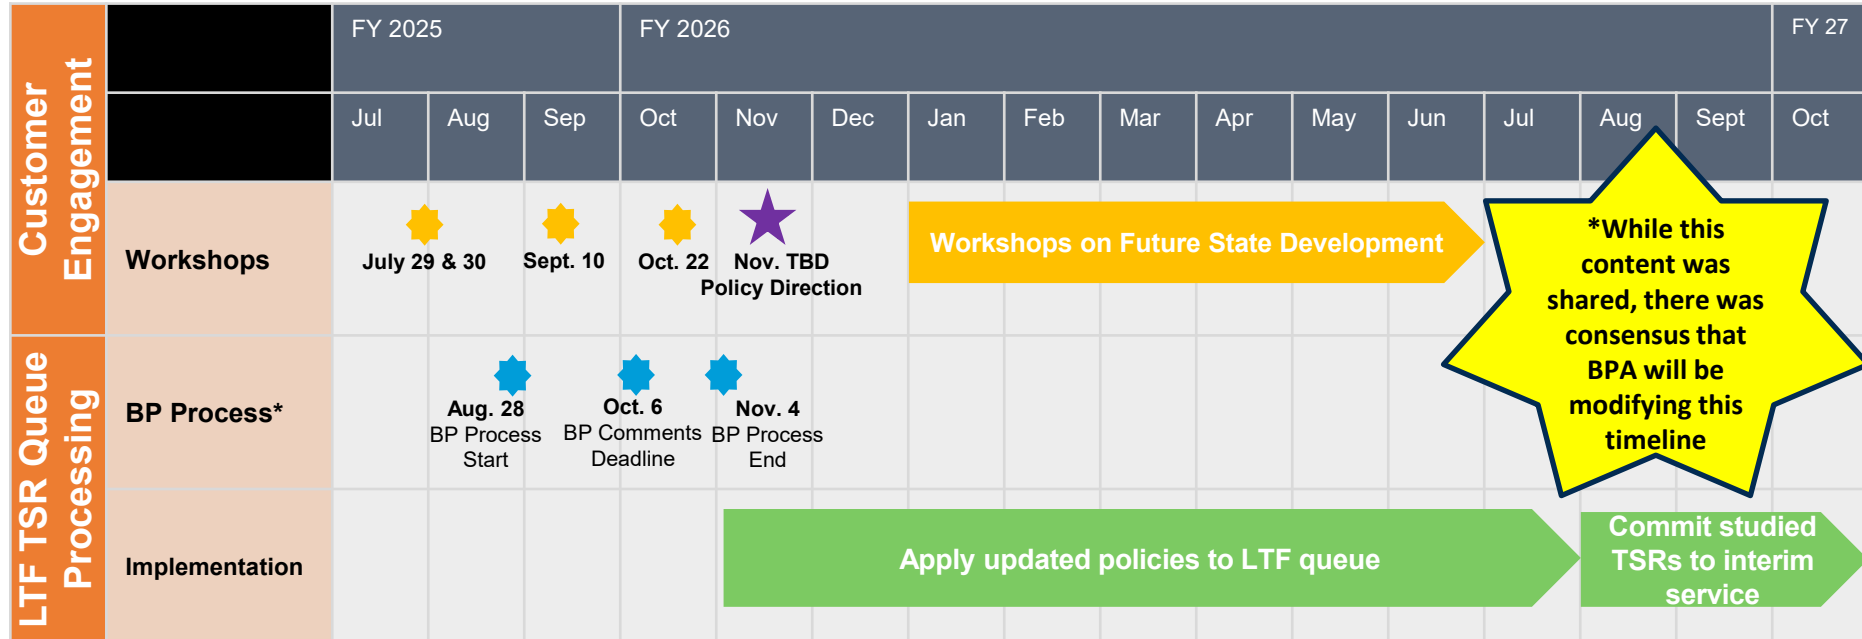 Customer
Engagement
FY 2025
FY 2026
FY 27
Jul
Aug
Sep
Oct
Nov
Dec
Jan
Feb
Mar
Apr
May
Jun
Jul
Aug
Sept
Oct
Workshops
July 29 & 30
Sept. 10
Oct. 22
Nov. TBD
Policy Direction
Workshops on Future State Development
*While this
content was
shared, there was
consensus that
BPA will be
modifying this
timeline
LTF TSR Queue
Processing
BP Process*
Aug. 28
BP Process
Start
Oct. 6
BP Comments
Deadline
Nov. 4
BP Process
End
Implementation
Apply updated policies to LTF queue
Commit studied
TSRs to interim
service